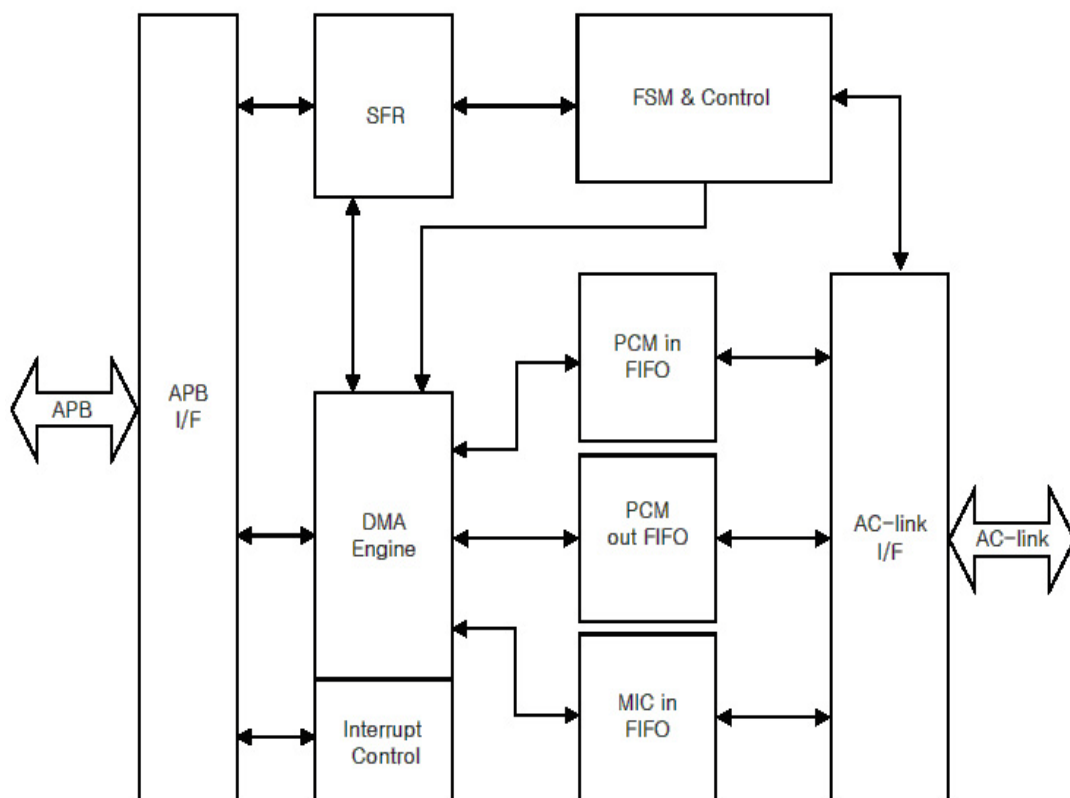 SFR
FSM & Control
PCM in
FIFO
APB
APB
I/F
DMA
Engine
PCM
out FIFO
AC-link
I/F
AC-link
Interrupt
Control
MIC in
FIFO